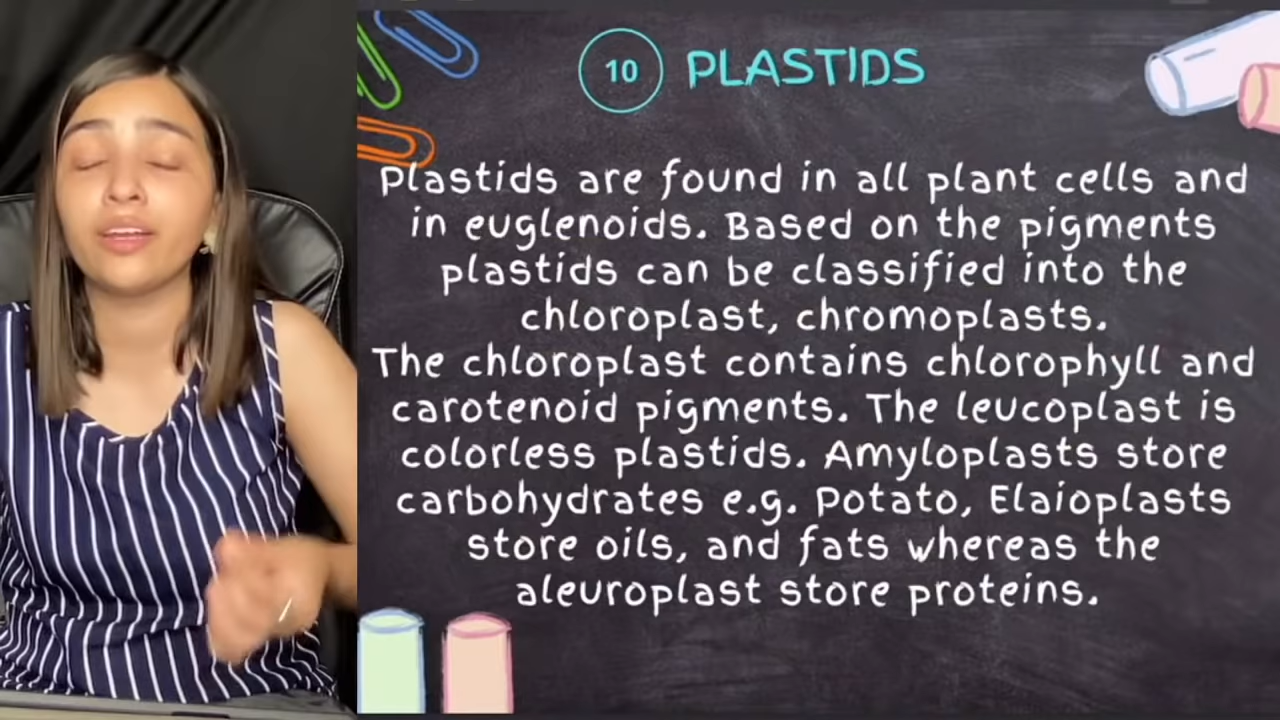 10 PLASTIDS
Plastids are found in all plant cells and
in euglenoids. Based on the pigments
plastids can be classified into the
chloroplast, chromoplasts.
The chloroplast contains chlorophyll and
carotenoid pigments. The leucoplast is
colorless plastids. Amyloplasts store
carbohydrates e.g. Potato, Elaioplasts
store oils, and fats whereas the
aleuroplast store proteins.